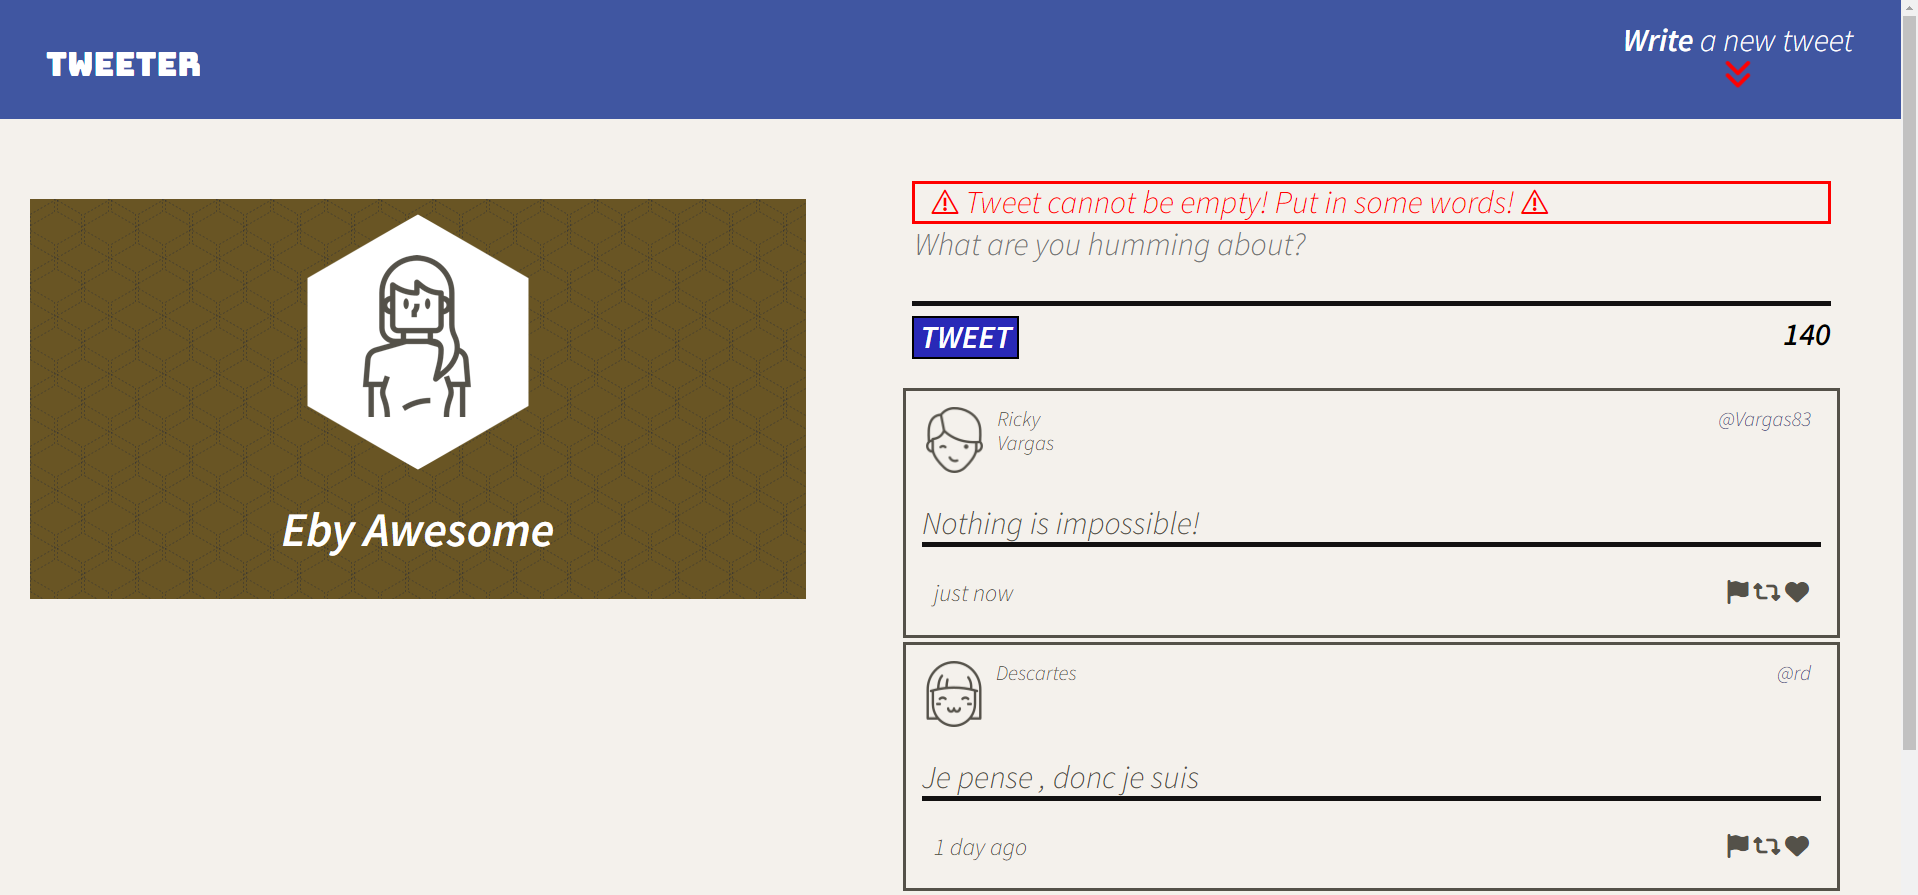 TWEETER
Write a new tweet
Eby Awesome
⚠ Tweet cannot be empty! Put in some words! ⚠
What are you humming about?
TWEET
140
Ricky
Vargas
@Vargas83
Nothing is impossible!
just now
Descartes
@rd
Je pense , donc je suis
1 day ago